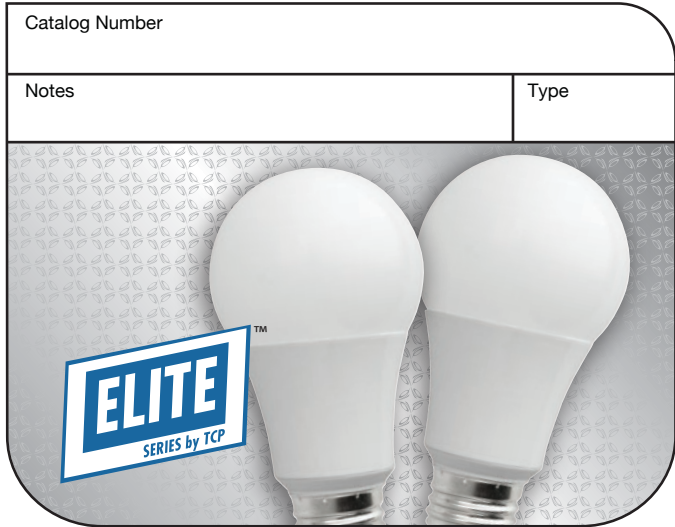 Catalog Number
Notes
Type
™
ELITE
SERIES by TCP